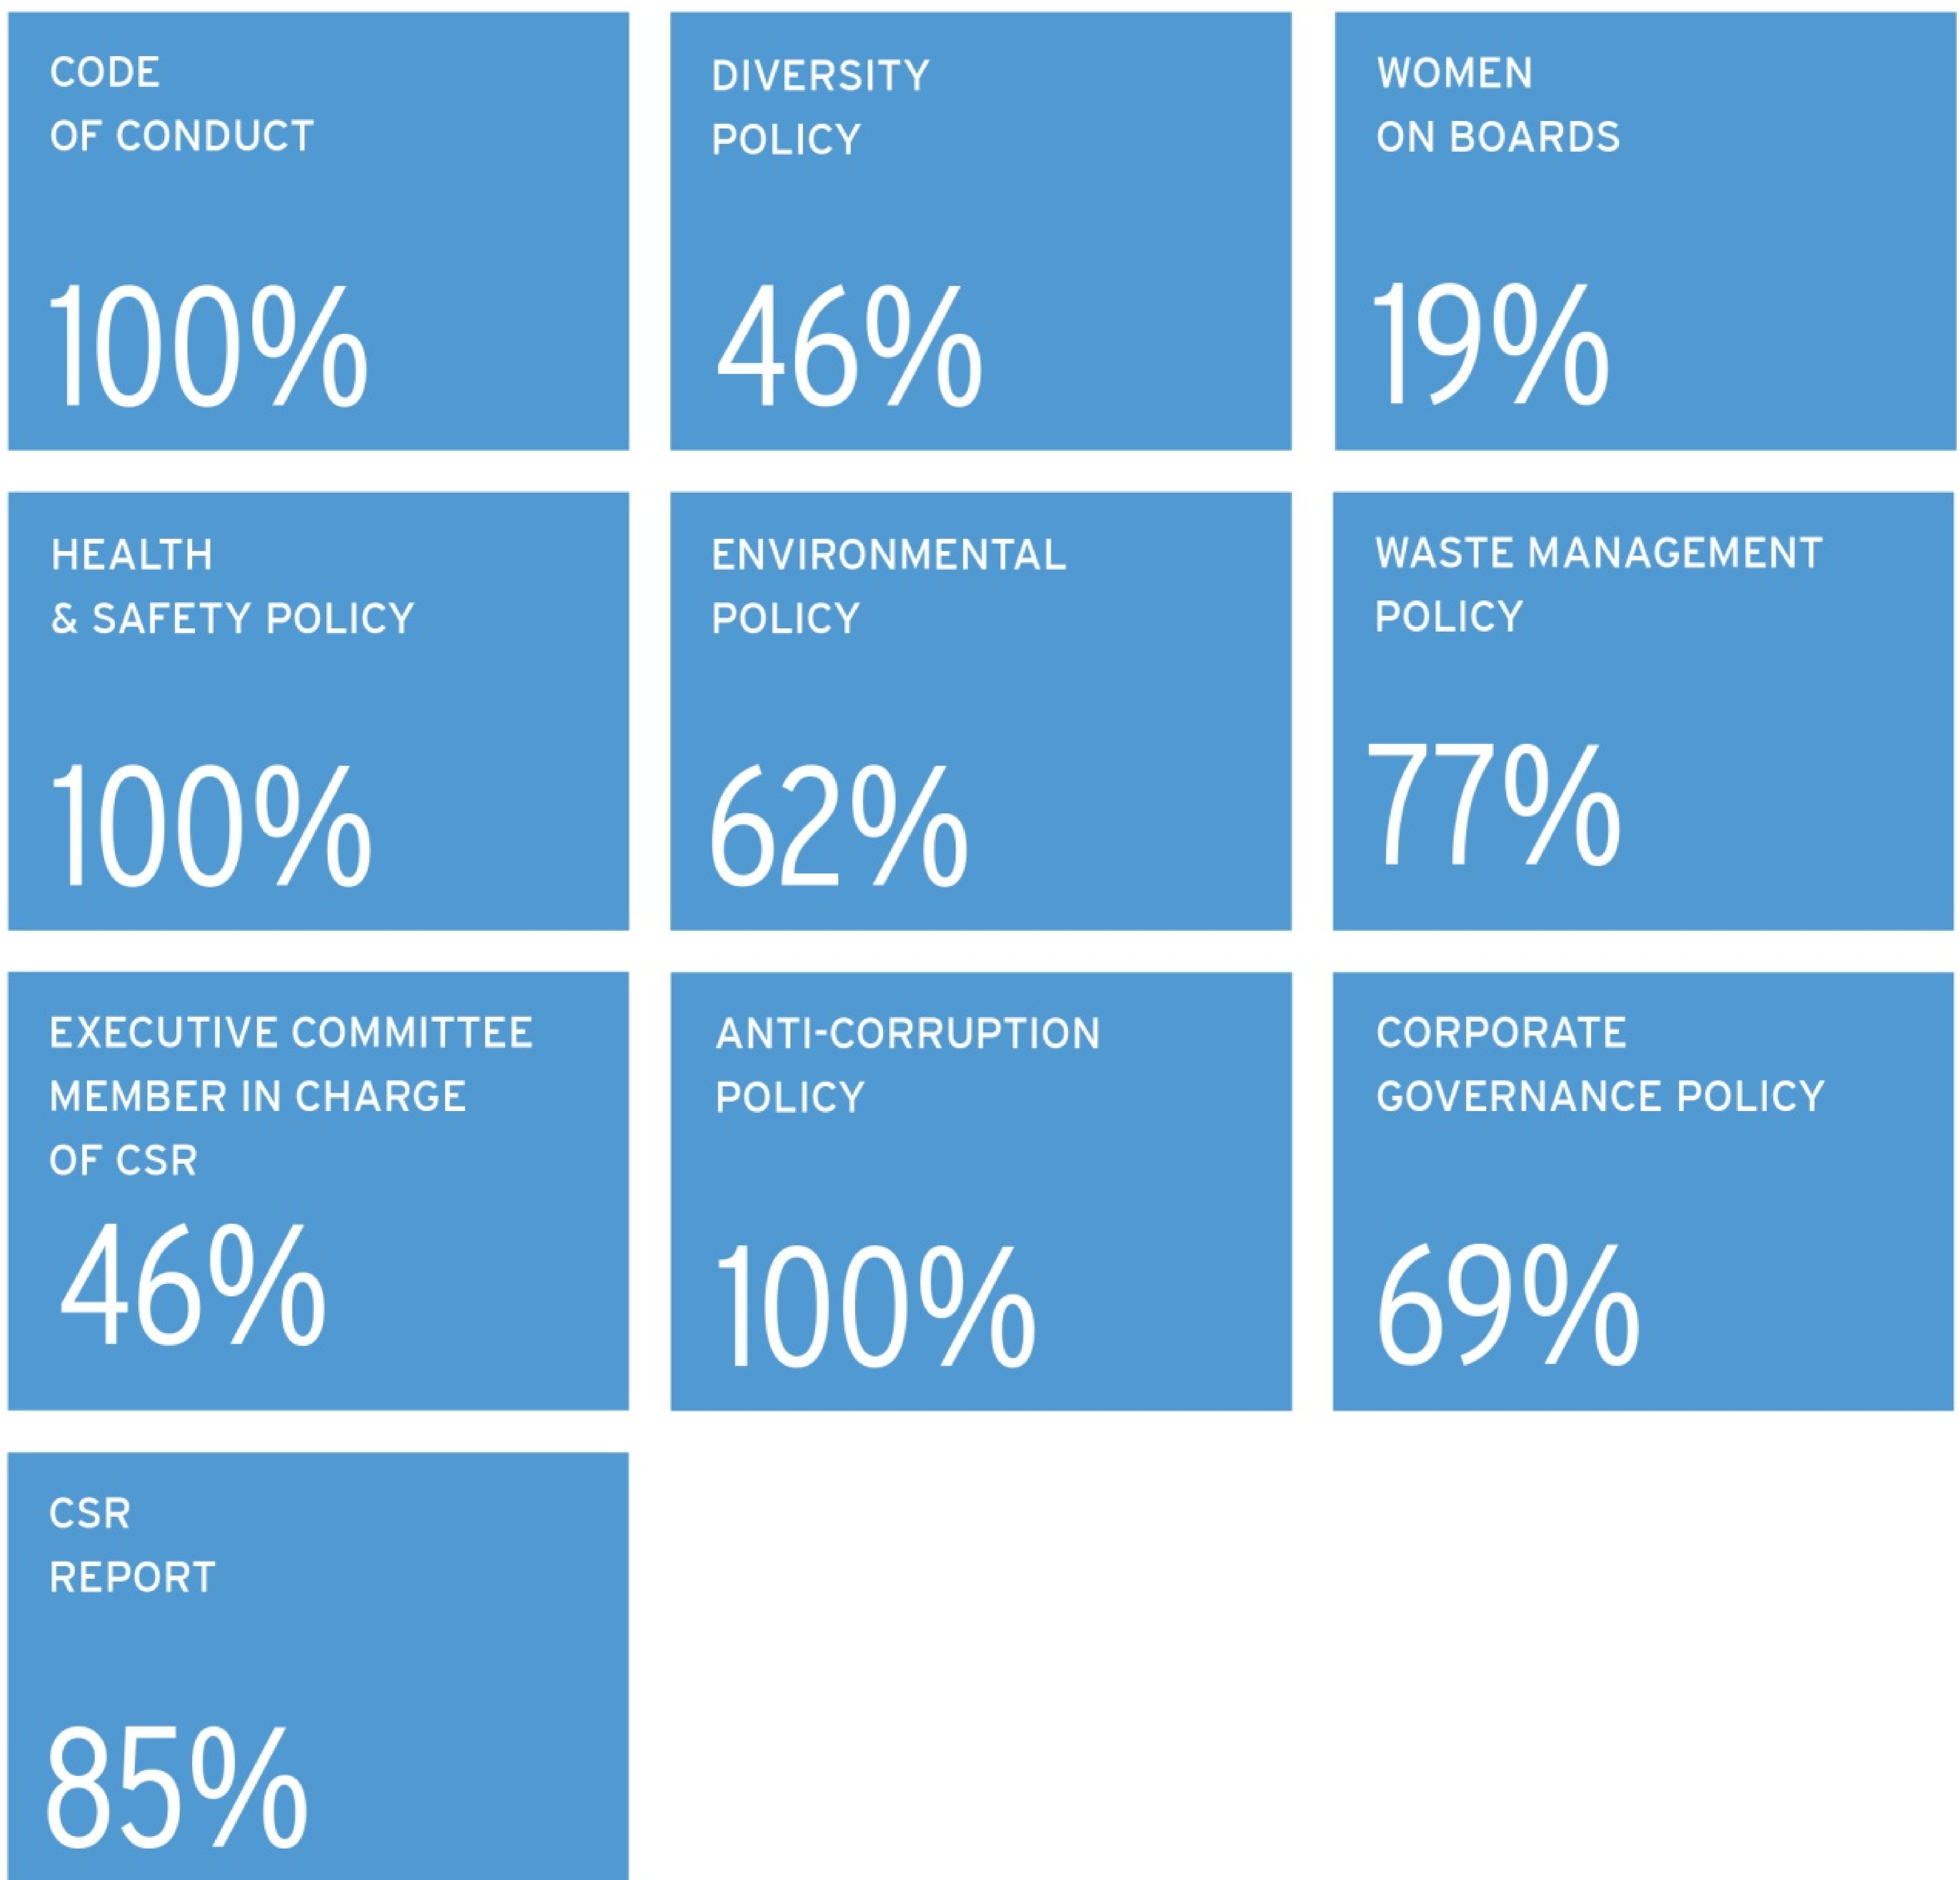 CODE
OF CONDUCT
100%
DIVERSITY
POLICY
46%
WOMEN
ON BOARDS
19%
HEALTH
& SAFETY POLICY
100%
ENVIRONMENTAL
POLICY
62%
WASTE MANAGEMENT
POLICY
77%
EXECUTIVE COMMITTEE
MEMBER IN CHARGE
OF CSR
46%
ANTI-CORRUPTION
POLICY
100%
CORPORATE
GOVERNANCE POLICY
69%
CSR
REPORT
85%